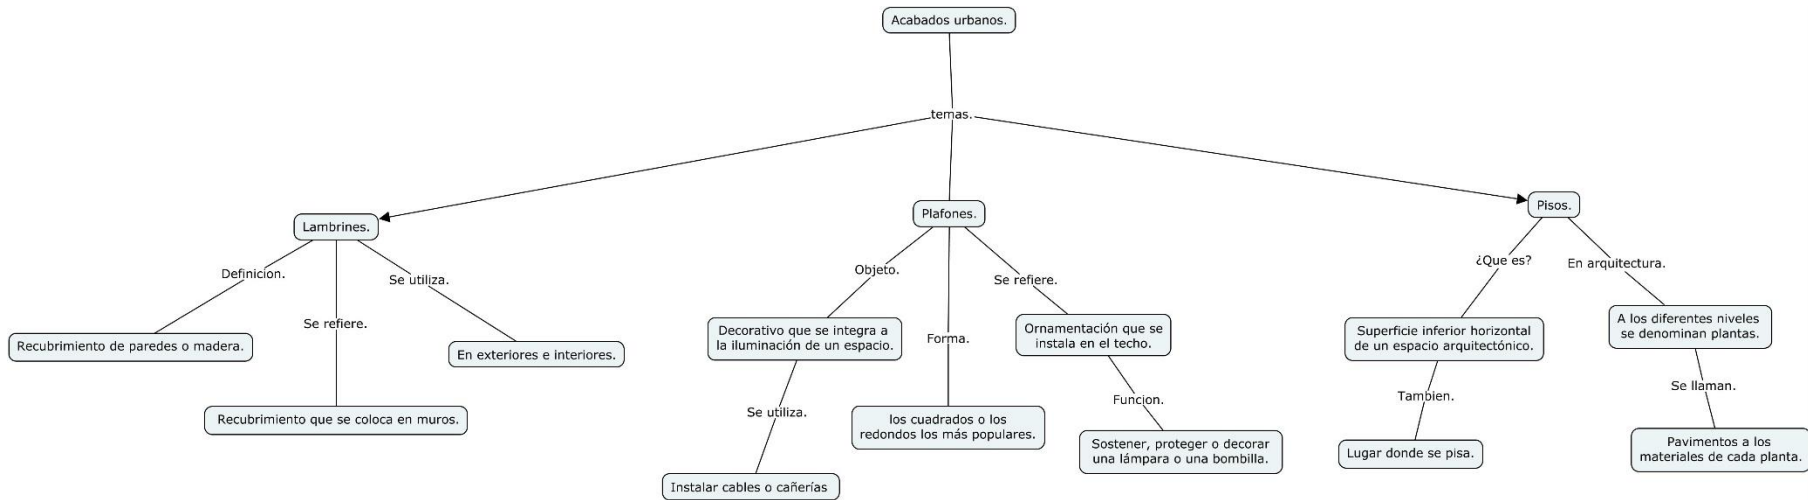 Acabados urbanos.
temas.
Lambrines.
Plafones.
Pisos.
Definicion.
Se refiere.
Se utiliza.
Recubrimiento de paredes o madera.
Recubrimiento que se coloca en muros.
En exteriores e interiores.
Objeto.
Forma.
Se refiere.
Decorativo que se integra a
la iluminación de un espacio.
Se utiliza.
Instalar cables o cañerías
los cuadrados o los
redondos los más populares.
Ornamentación que se
instala en el techo.
Funcion.
Sostener, proteger o decorar
una lámpara o una bombilla.
¿Que es?
En arquitectura.
Superficie inferior horizontal
de un espacio arquitectónico.
Tambien.
Lugar donde se pisa.
A los diferentes niveles
se denominan plantas.
Se llaman.
Pavimentos a los
materiales de cada planta.